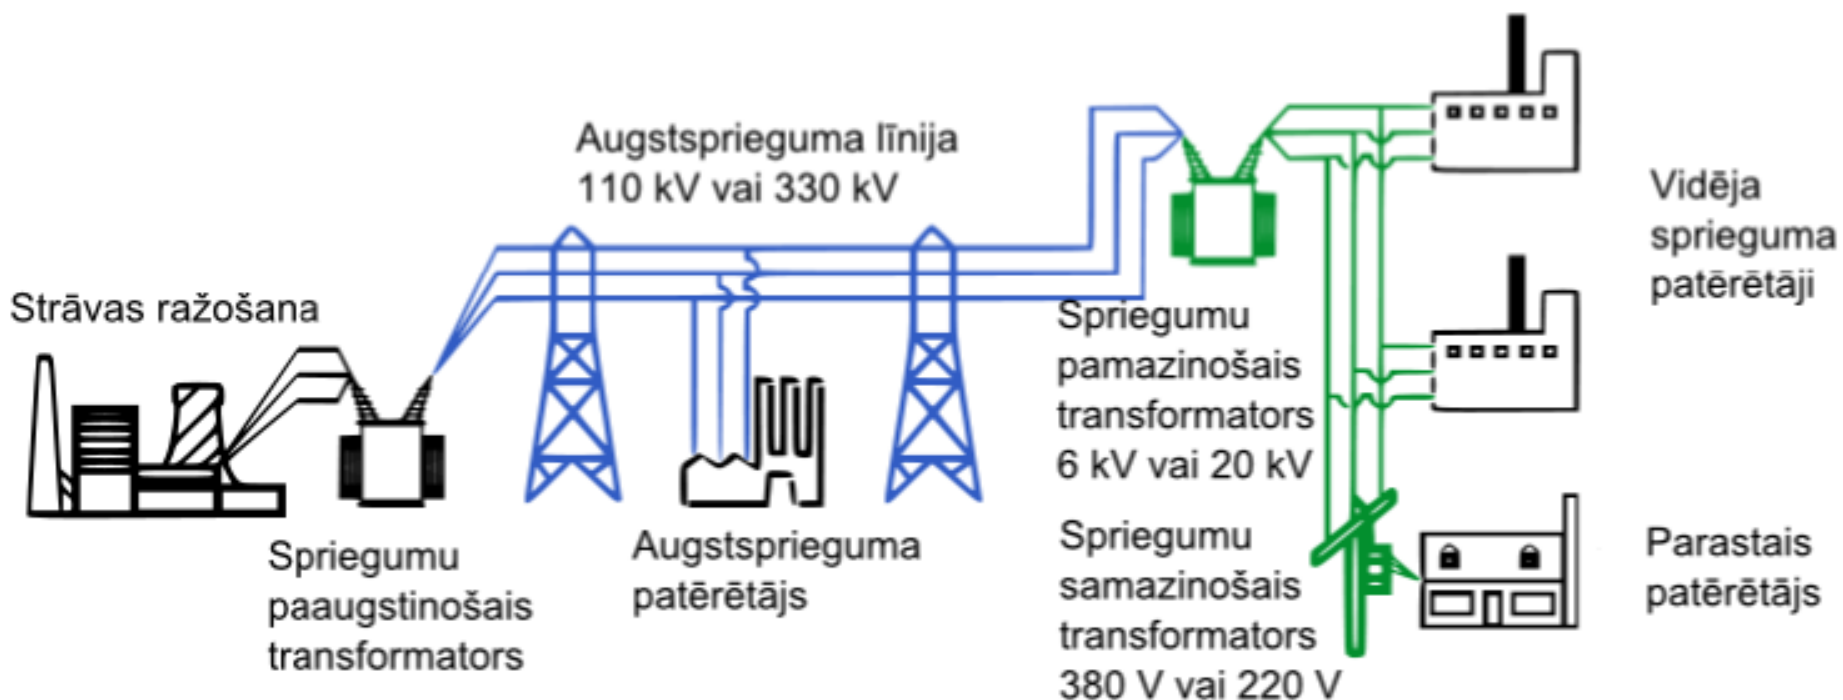 Strāvas ražošana
Spriegumu
paaugstinošais
transformators
Augstsprieguma līnija
110 kV vai 330 kV
Augstsprieguma
patērētājs
Spriegumu
pamazinošais
transformators
6 kV vai 20 kV
Spriegumu
samazinošais
transformators
380 V vai 220 V
Vidēja
sprieguma
patērētāji
Parastais
patērētājs